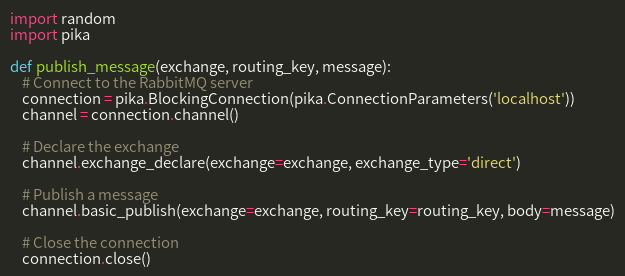 import random
import pika

def publish_message(exchange, routing_key, message):
    # Connect to the RabbitMQ server
    connection = pika.BlockingConnection(pika.ConnectionParameters('localhost'))
    channel = connection.channel()

    # Declare the exchange
    channel.exchange_declare(exchange=exchange, exchange_type='direct')

    # Publish a message
    channel.basic_publish(exchange=exchange, routing_key=routing_key, body=message)

    # Close the connection
    connection.close()